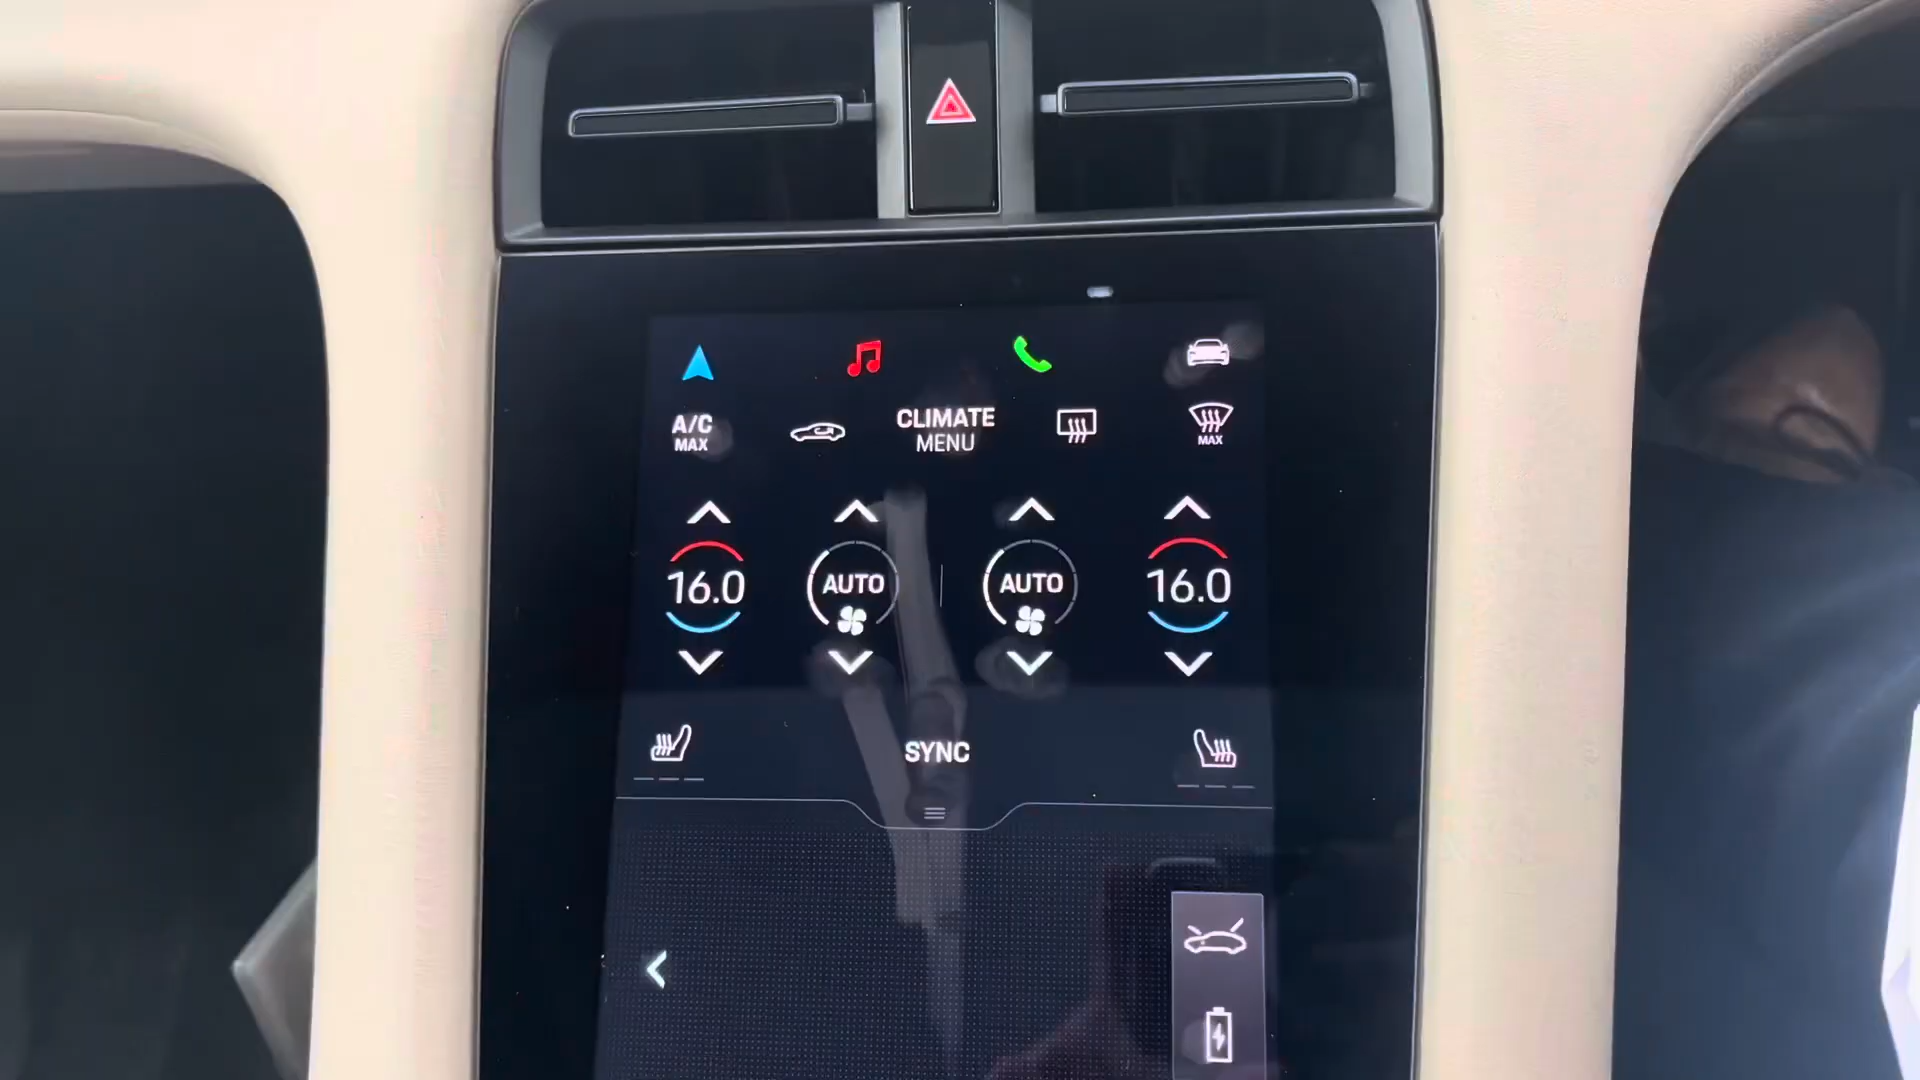 A/C
MAX
CLIMATE
MENU
MAX
16.0
AUTO
AUTO
16.0
SYNC